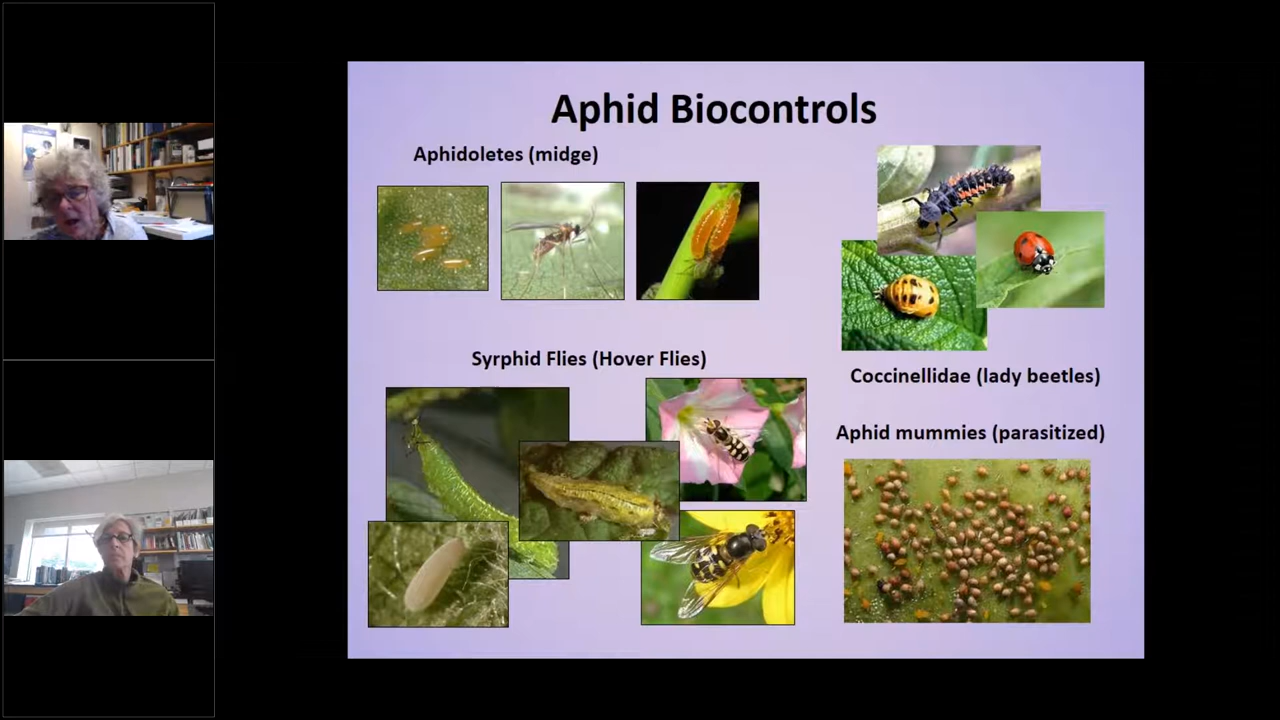 Aphid Biocontrols
Aphidoletes (midge)
Syrphid Flies (Hover Flies)
Coccinellidae (lady beetles)
Aphid mummies (parasitized)